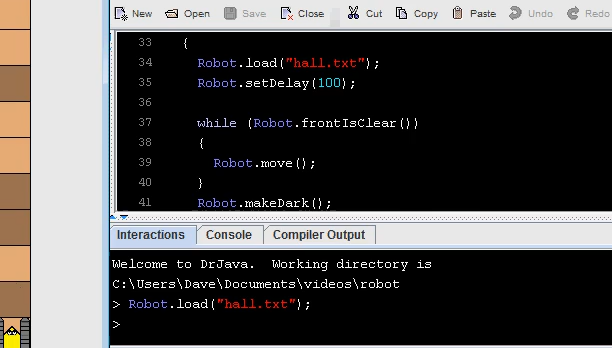 New Open Save Close Cut Copy Paste Undo Redo
33 {
34 Robot.load("hall.txt");
35 Robot.setDelay(100);
36
37 while (Robot.frontIsClear())
38 {
39 Robot.move();
40 }
41 Robot.makeDark();
Interactions Console Compiler Output
Welcome to DrJava. Working directory is
C:\Users\Dave\Documents\videos\robot
> Robot.load("hall.txt");
>